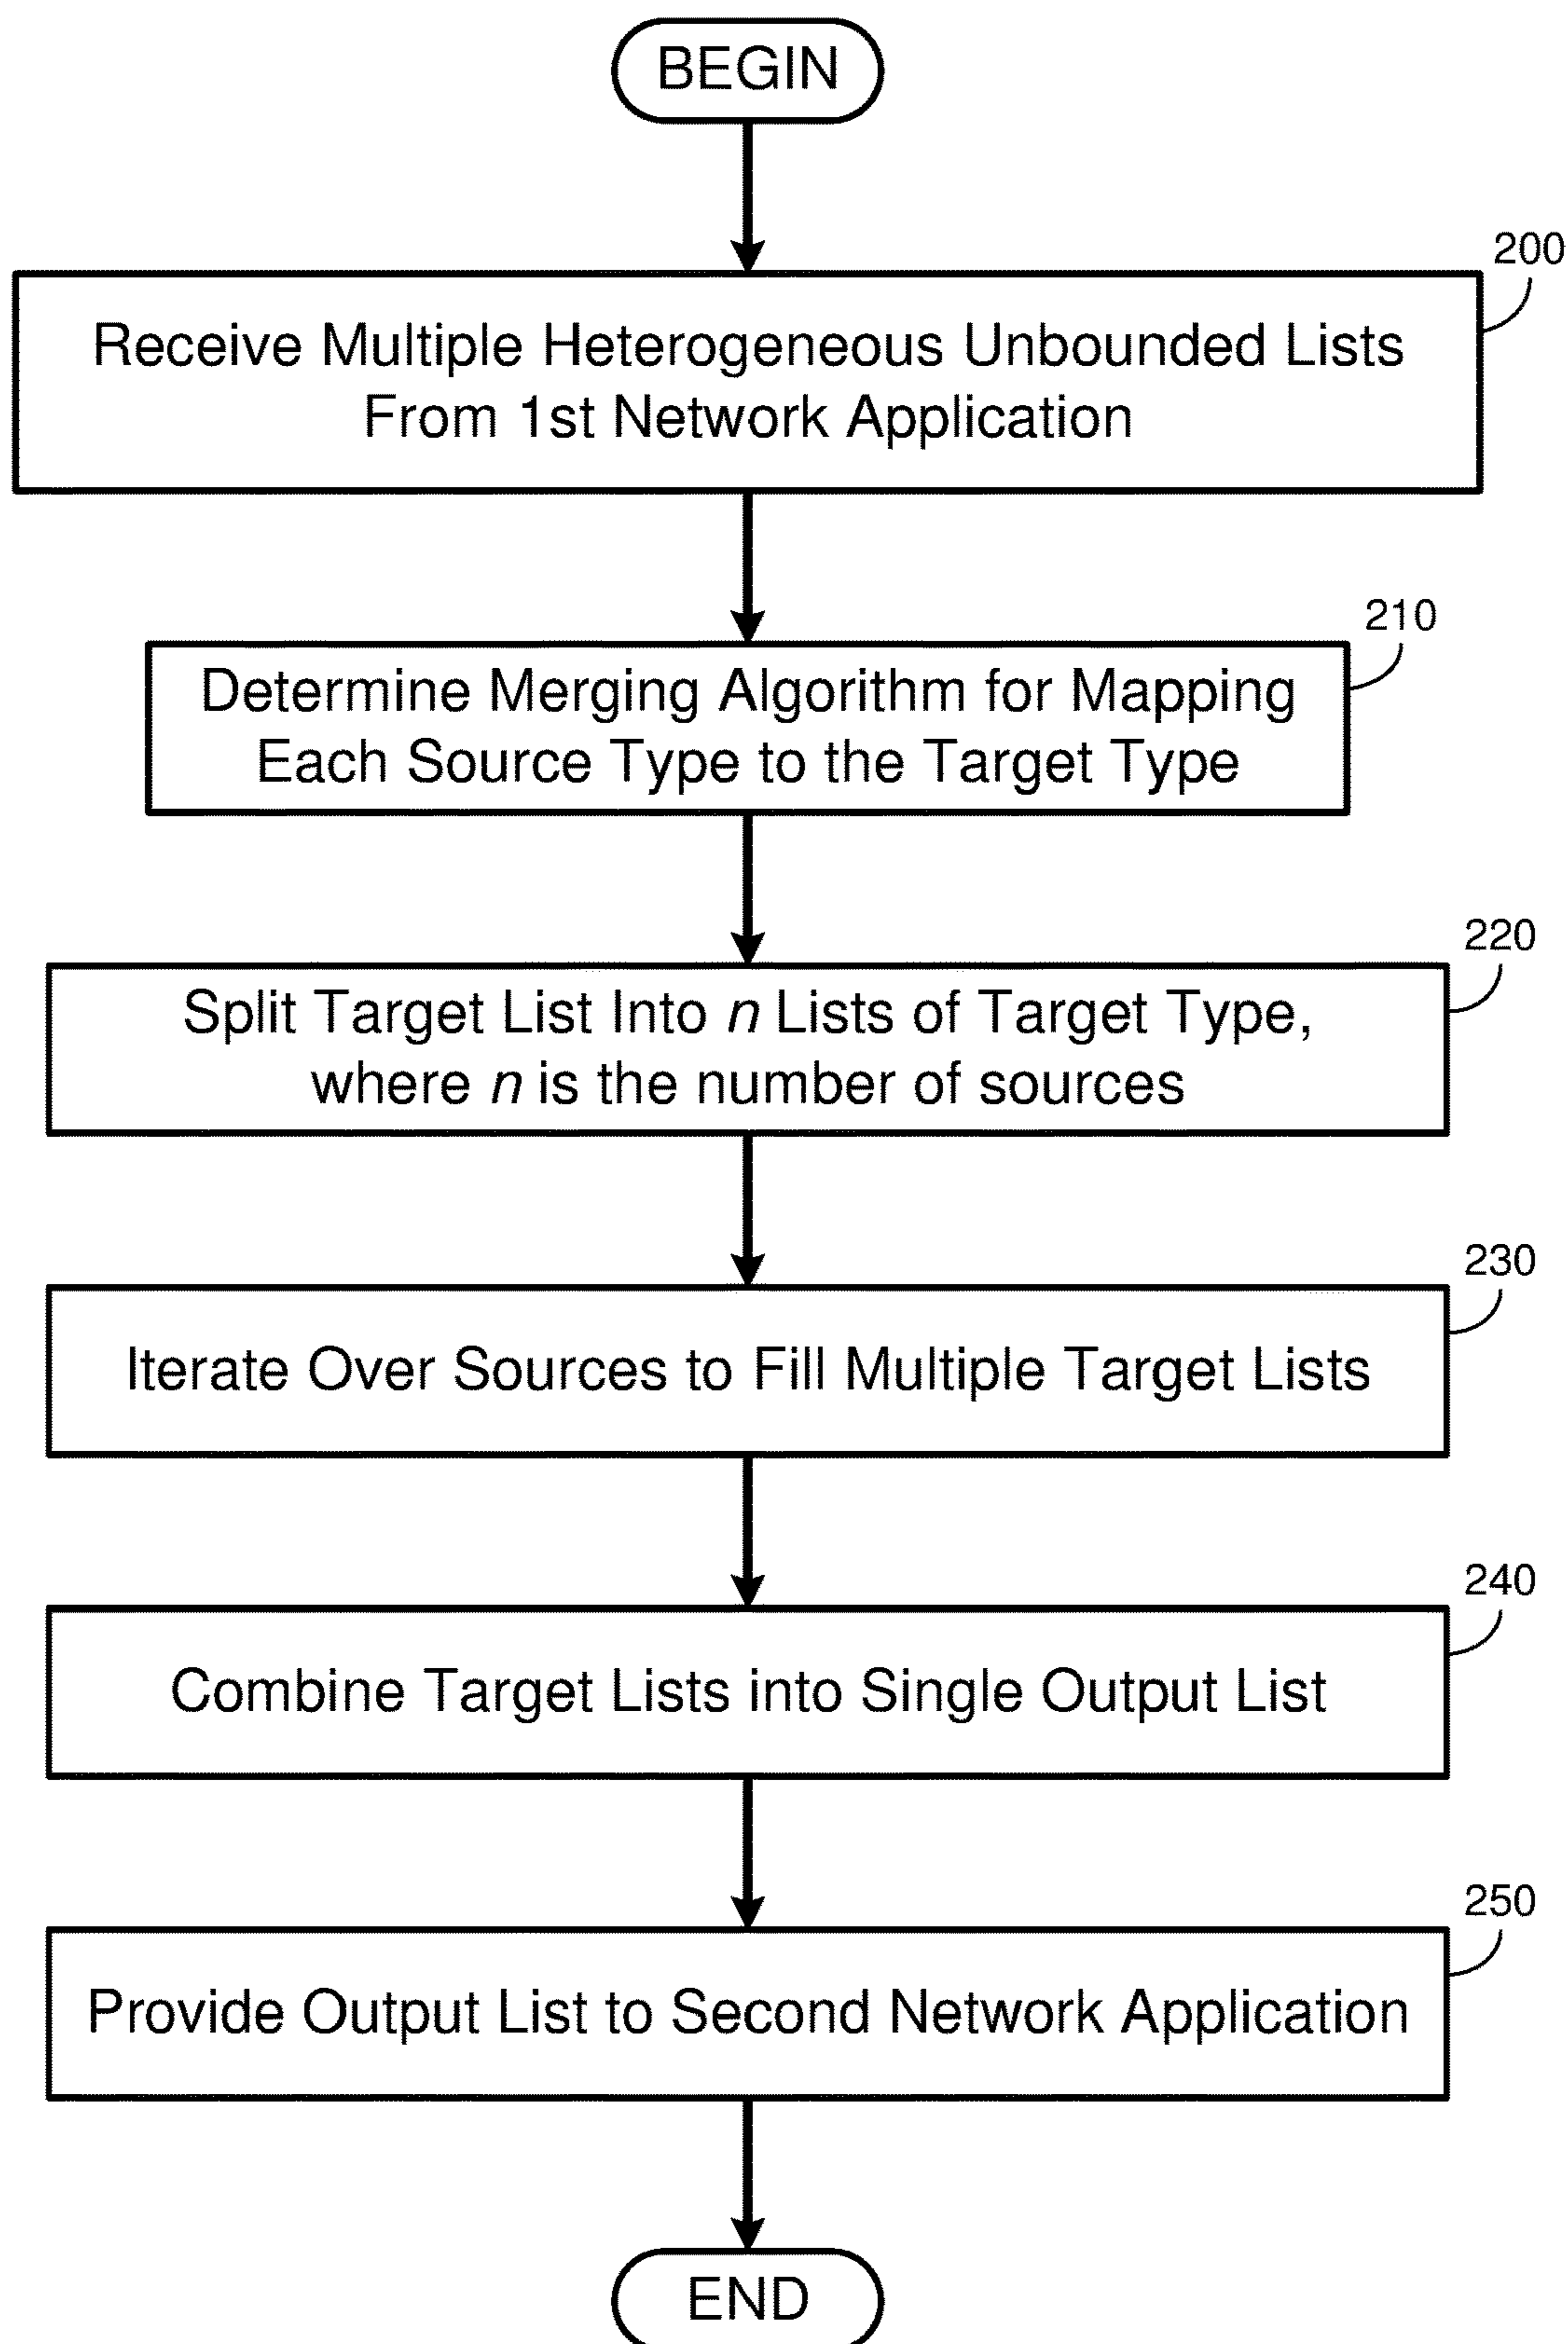 BEGIN
200
Receive Multiple Heterogeneous Unbounded Lists
From 1st Network Application
210
Determine Merging Algorithm for Mapping
Each Source Type to the Target Type
220
Split Target List Into n Lists of Target Type,
where n is the number of sources
230
Iterate Over Sources to Fill Multiple Target Lists
240
Combine Target Lists into Single Output List
250
Provide Output List to Second Network Application
END